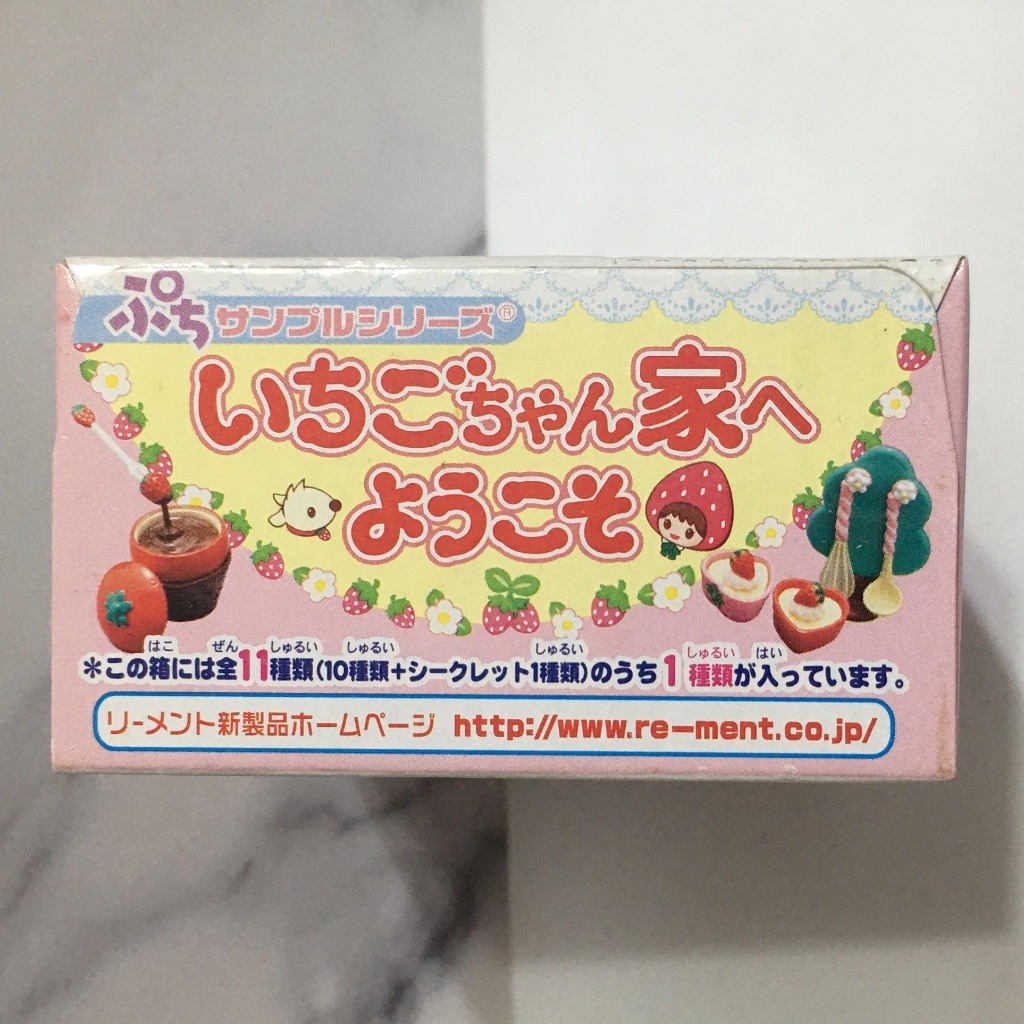 ぷちサンプルシリーズ®
いちごちゃん家へ
ようこそ
はこ ぜん しゅるい しゅるい しゅるい しゅるい はい
*この箱には全11種類(10種類+シークレット1種類)のうち1種類が入っています。
リーメント新製品ホームページ http://www.re-ment.co.jp/